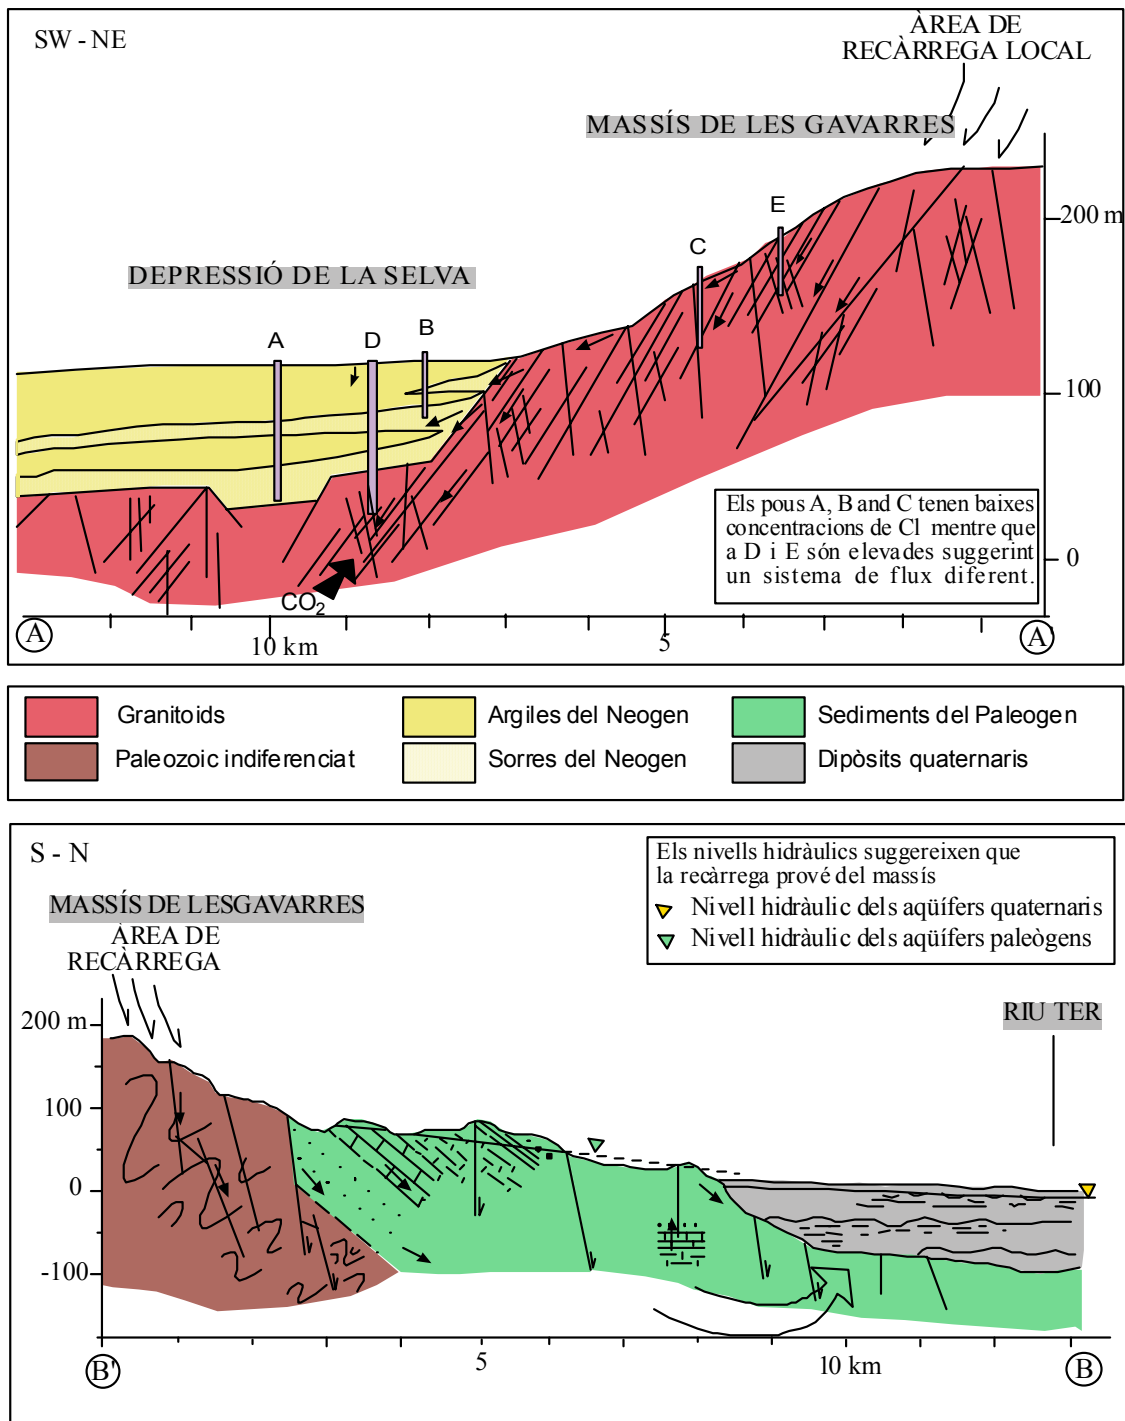 SW - NE
ÀREA DE
RECÀRREGA LOCAL
MASSÍS DE LES GAVARRES
200 m
E
C
DEPRESSIÓ DE LA SELVA
A
D
B
100
Els pous A, B and C tenen baixes
concentracions de Cl mentre que
a D i E són elevades suggerint
un sistema de flux diferent.
0
CO2
A
10 km
5
A'
Granitoids
Argiles del Neogen
Sediments del Paleogen
Paleozoic indiferenciat
Sorres del Neogen
Dipòsits quaternaris
S - N
Els nivells hidràulics suggereixen que
la recàrrega prové del massís
Nivell hidràulic dels aqüífers quaternaris
Nivell hidràulic dels aqüífers paleògens
MASSÍS DE LESGAVARRES
ÀREA DE
RECÀRREGA
RIU TER
200 m
100
0
-100
B'
5
10 km
B